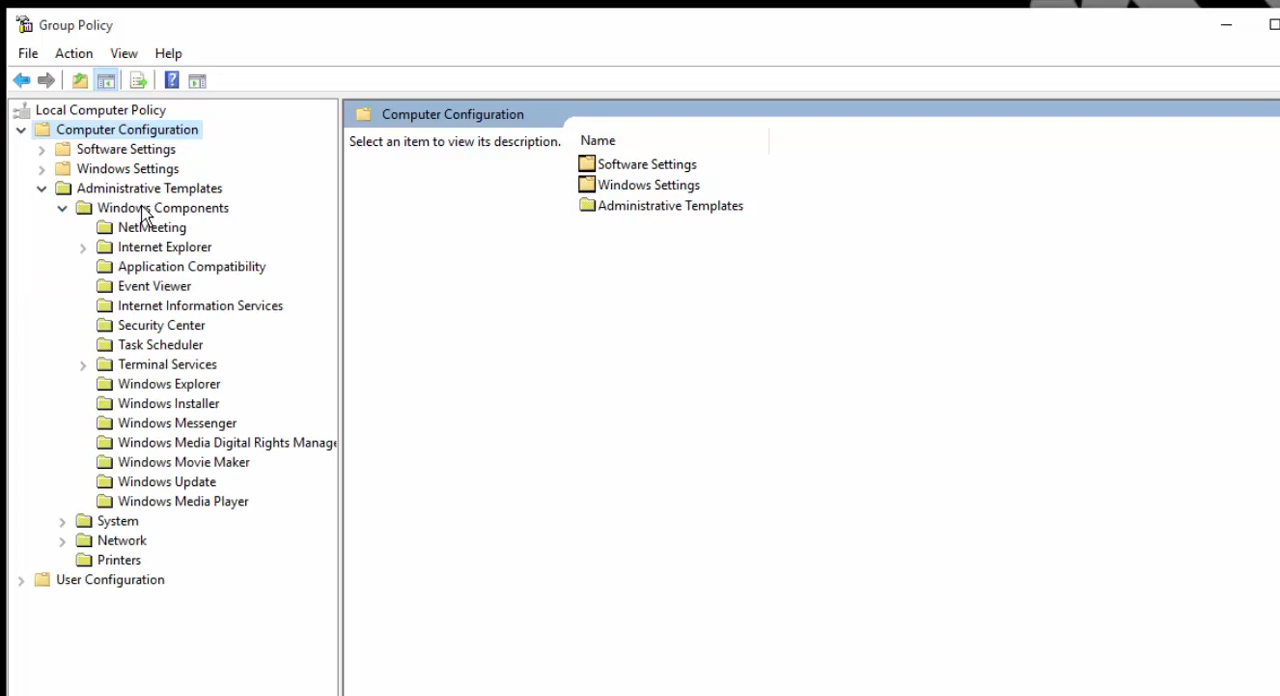 Group Policy
File Action View Help
Local Computer Policy
Computer Configuration
Software Settings
Windows Settings
Administrative Templates
Windows Components
NetMeeting
Internet Explorer
Application Compatibility
Event Viewer
Internet Information Services
Security Center
Task Scheduler
Terminal Services
Windows Explorer
Windows Installer
Windows Messenger
Windows Media Digital Rights Manage
Windows Movie Maker
Windows Update
Windows Media Player
System
Network
Printers
User Configuration
Computer Configuration
Select an item to view its description.
Name
Software Settings
Windows Settings
Administrative Templates